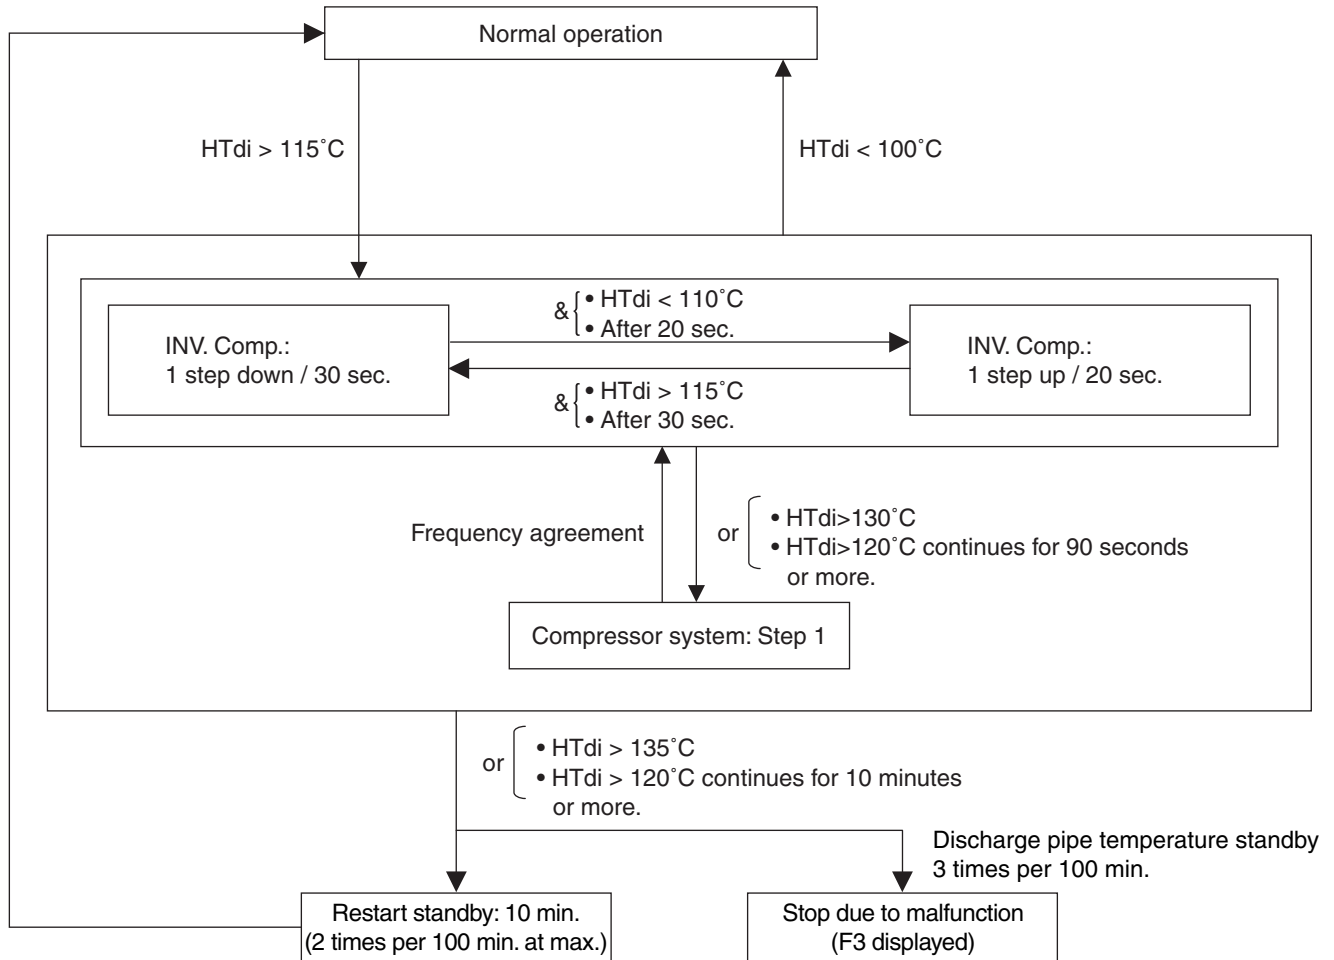 Normal operation
HTdi > 115˚C
HTdi < 100˚C
& • HTdi < 110˚C
• After 20 sec.
INV. Comp.:
1 step down / 30 sec.
INV. Comp.:
1 step up / 20 sec.
& • HTdi > 115˚C
• After 30 sec.
Frequency agreement
or • HTdi>130˚C
• HTdi>120˚C continues for 90 seconds
or more.
Compressor system: Step 1
or • HTdi > 135˚C
• HTdi > 120˚C continues for 10 minutes
or more.
Discharge pipe temperature standby
3 times per 100 min.
Restart standby: 10 min.
(2 times per 100 min. at max.)
Stop due to malfunction
(F3 displayed)